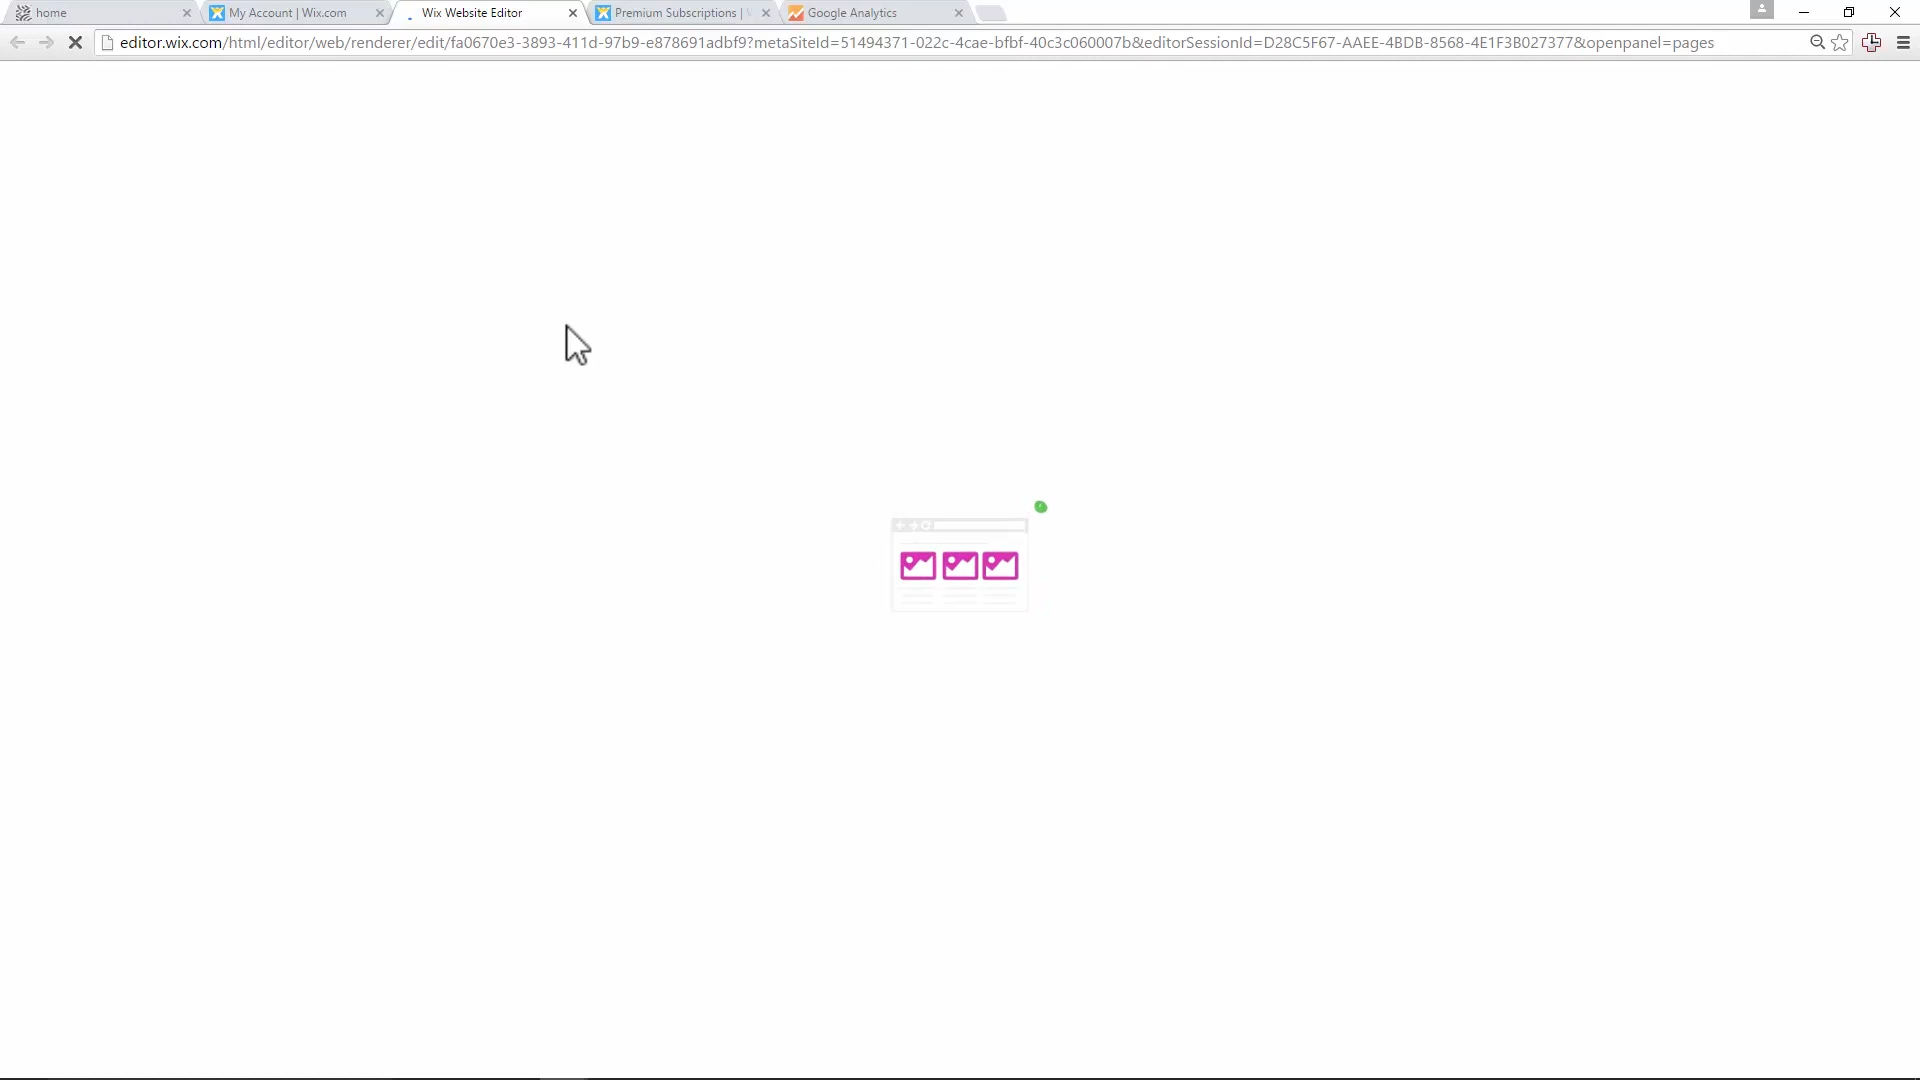 home
My Account | Wix.com
Wix Website Editor
Premium Subscriptions |
Google Analytics
editor.wix.com/html/editor/web/renderer/edit/fa0670e3-3893-411d-97b9-e878691adbf9?metaSiteId=51494371-022c-4cae-bfbf-40c3c060007b&editorSessionId=D28C5F67-AAEE-4BDB-8568-4E1F3B027377&openpanel=pages